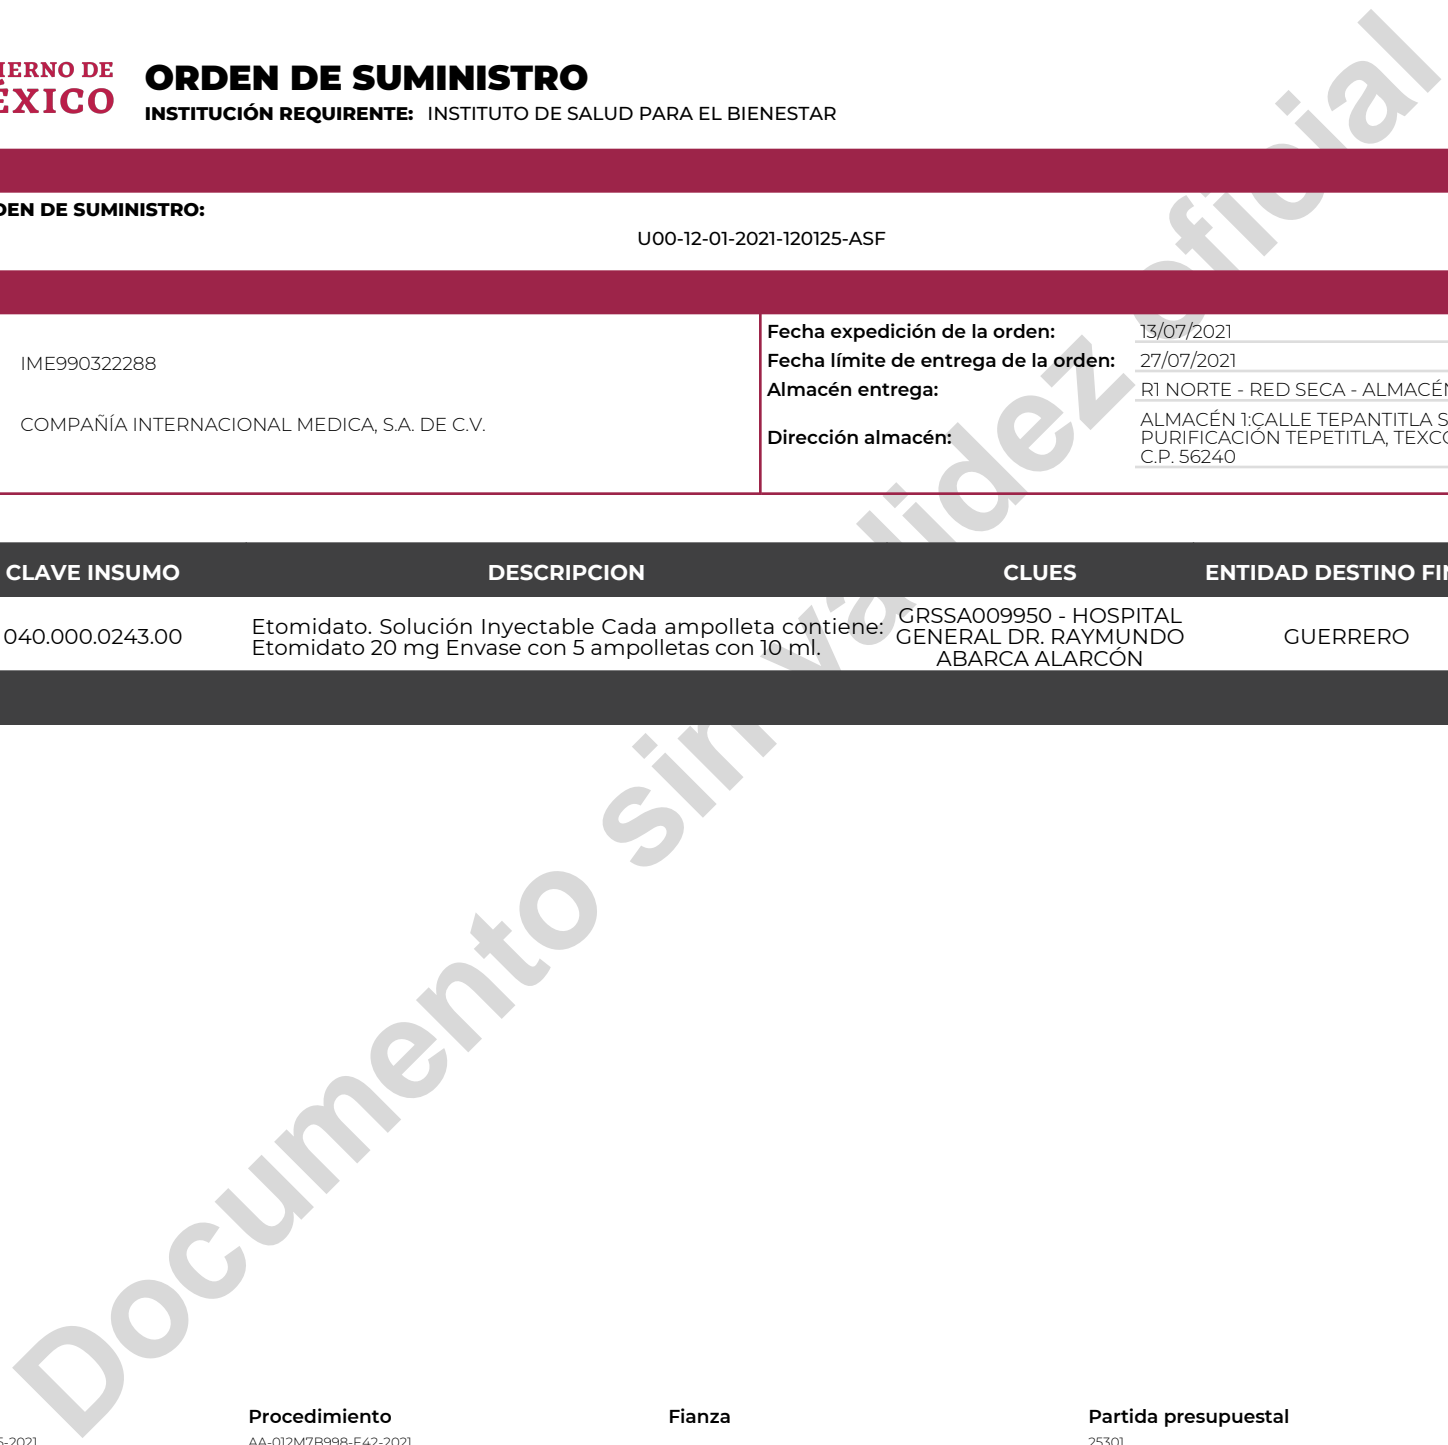 ORDEN DE SUMINISTRO
INSTITUCIÓN REQUIRENTE: INSTITUTO DE SALUD PARA EL BIENESTAR
DE
DE SUMINISTRO:
U00-12-01-2021-120125-ASF
IME990322288
COMPAÑÍA INTERNACIONAL MEDICA, S.A. DE C.V.
Fecha expedición de la orden: 13/07/2021
Fecha límite de entrega de la orden: 27/07/2021
Almacén entrega: R1 NORTE - RED SECA - ALMACÉN
Dirección almacén:
ALMACÉN 1:CALLE TEPANTITLA
PURIFICACIÓN TEPETITLA,
C.P. 56240
CLAVE INSUMO DESCRIPCION CLUES ENTIDAD DESTINO
040.000.0243.00
Etomidato. Solución Inyectable Cada ampolleta contiene:
Etomidato 20 mg Envase con 5 ampolletas con 10 ml.
GRSSA009950 - HOSPITAL
GENERAL DR. RAYMUNDO
ABARCA ALARCÓN
GUERRERO
Documento sin validez oficial
Procedimiento Fianza Partida presupuestal
AA-012M7B998-E42-2021 25301